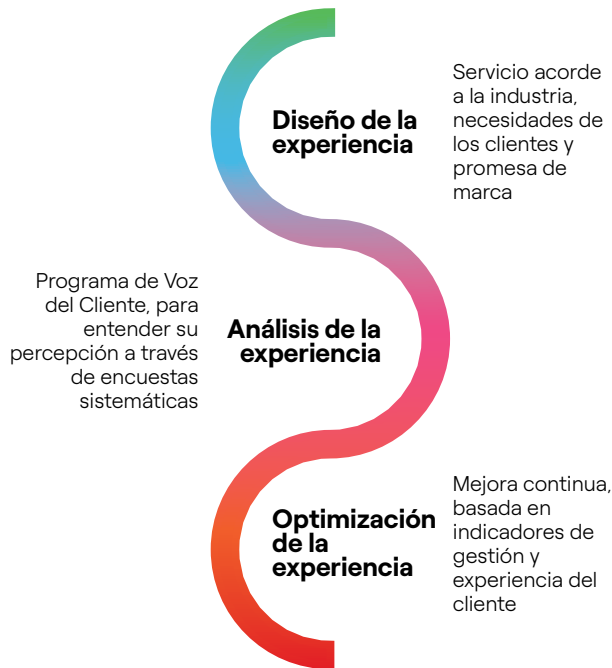 Diseño de la
experiencia
Servicio acorde
a la industria,
necesidades de
los clientes y
promesa de
marca
Programa de Voz
del Cliente, para
entender su
percepción a través
de encuestas
sistemáticas
Análisis de la
experiencia
Optimización
de la
experiencia
Mejora continua,
basada en
indicadores de
gestión y
experiencia del
cliente